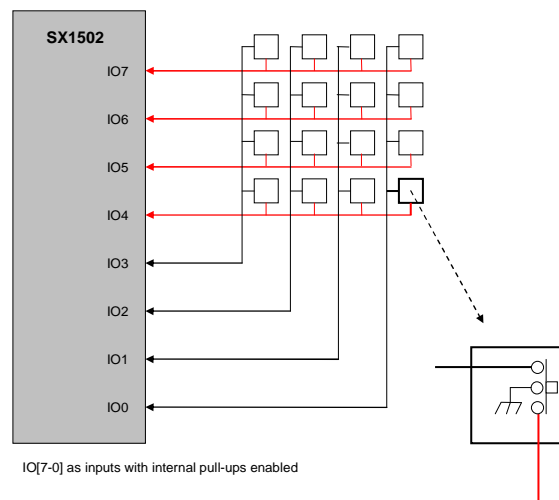 SX1502
IO7
IO6
IO5
IO4
IO3
IO2
IO1
IO0
IO[7-0] as inputs with internal pull-ups enabled